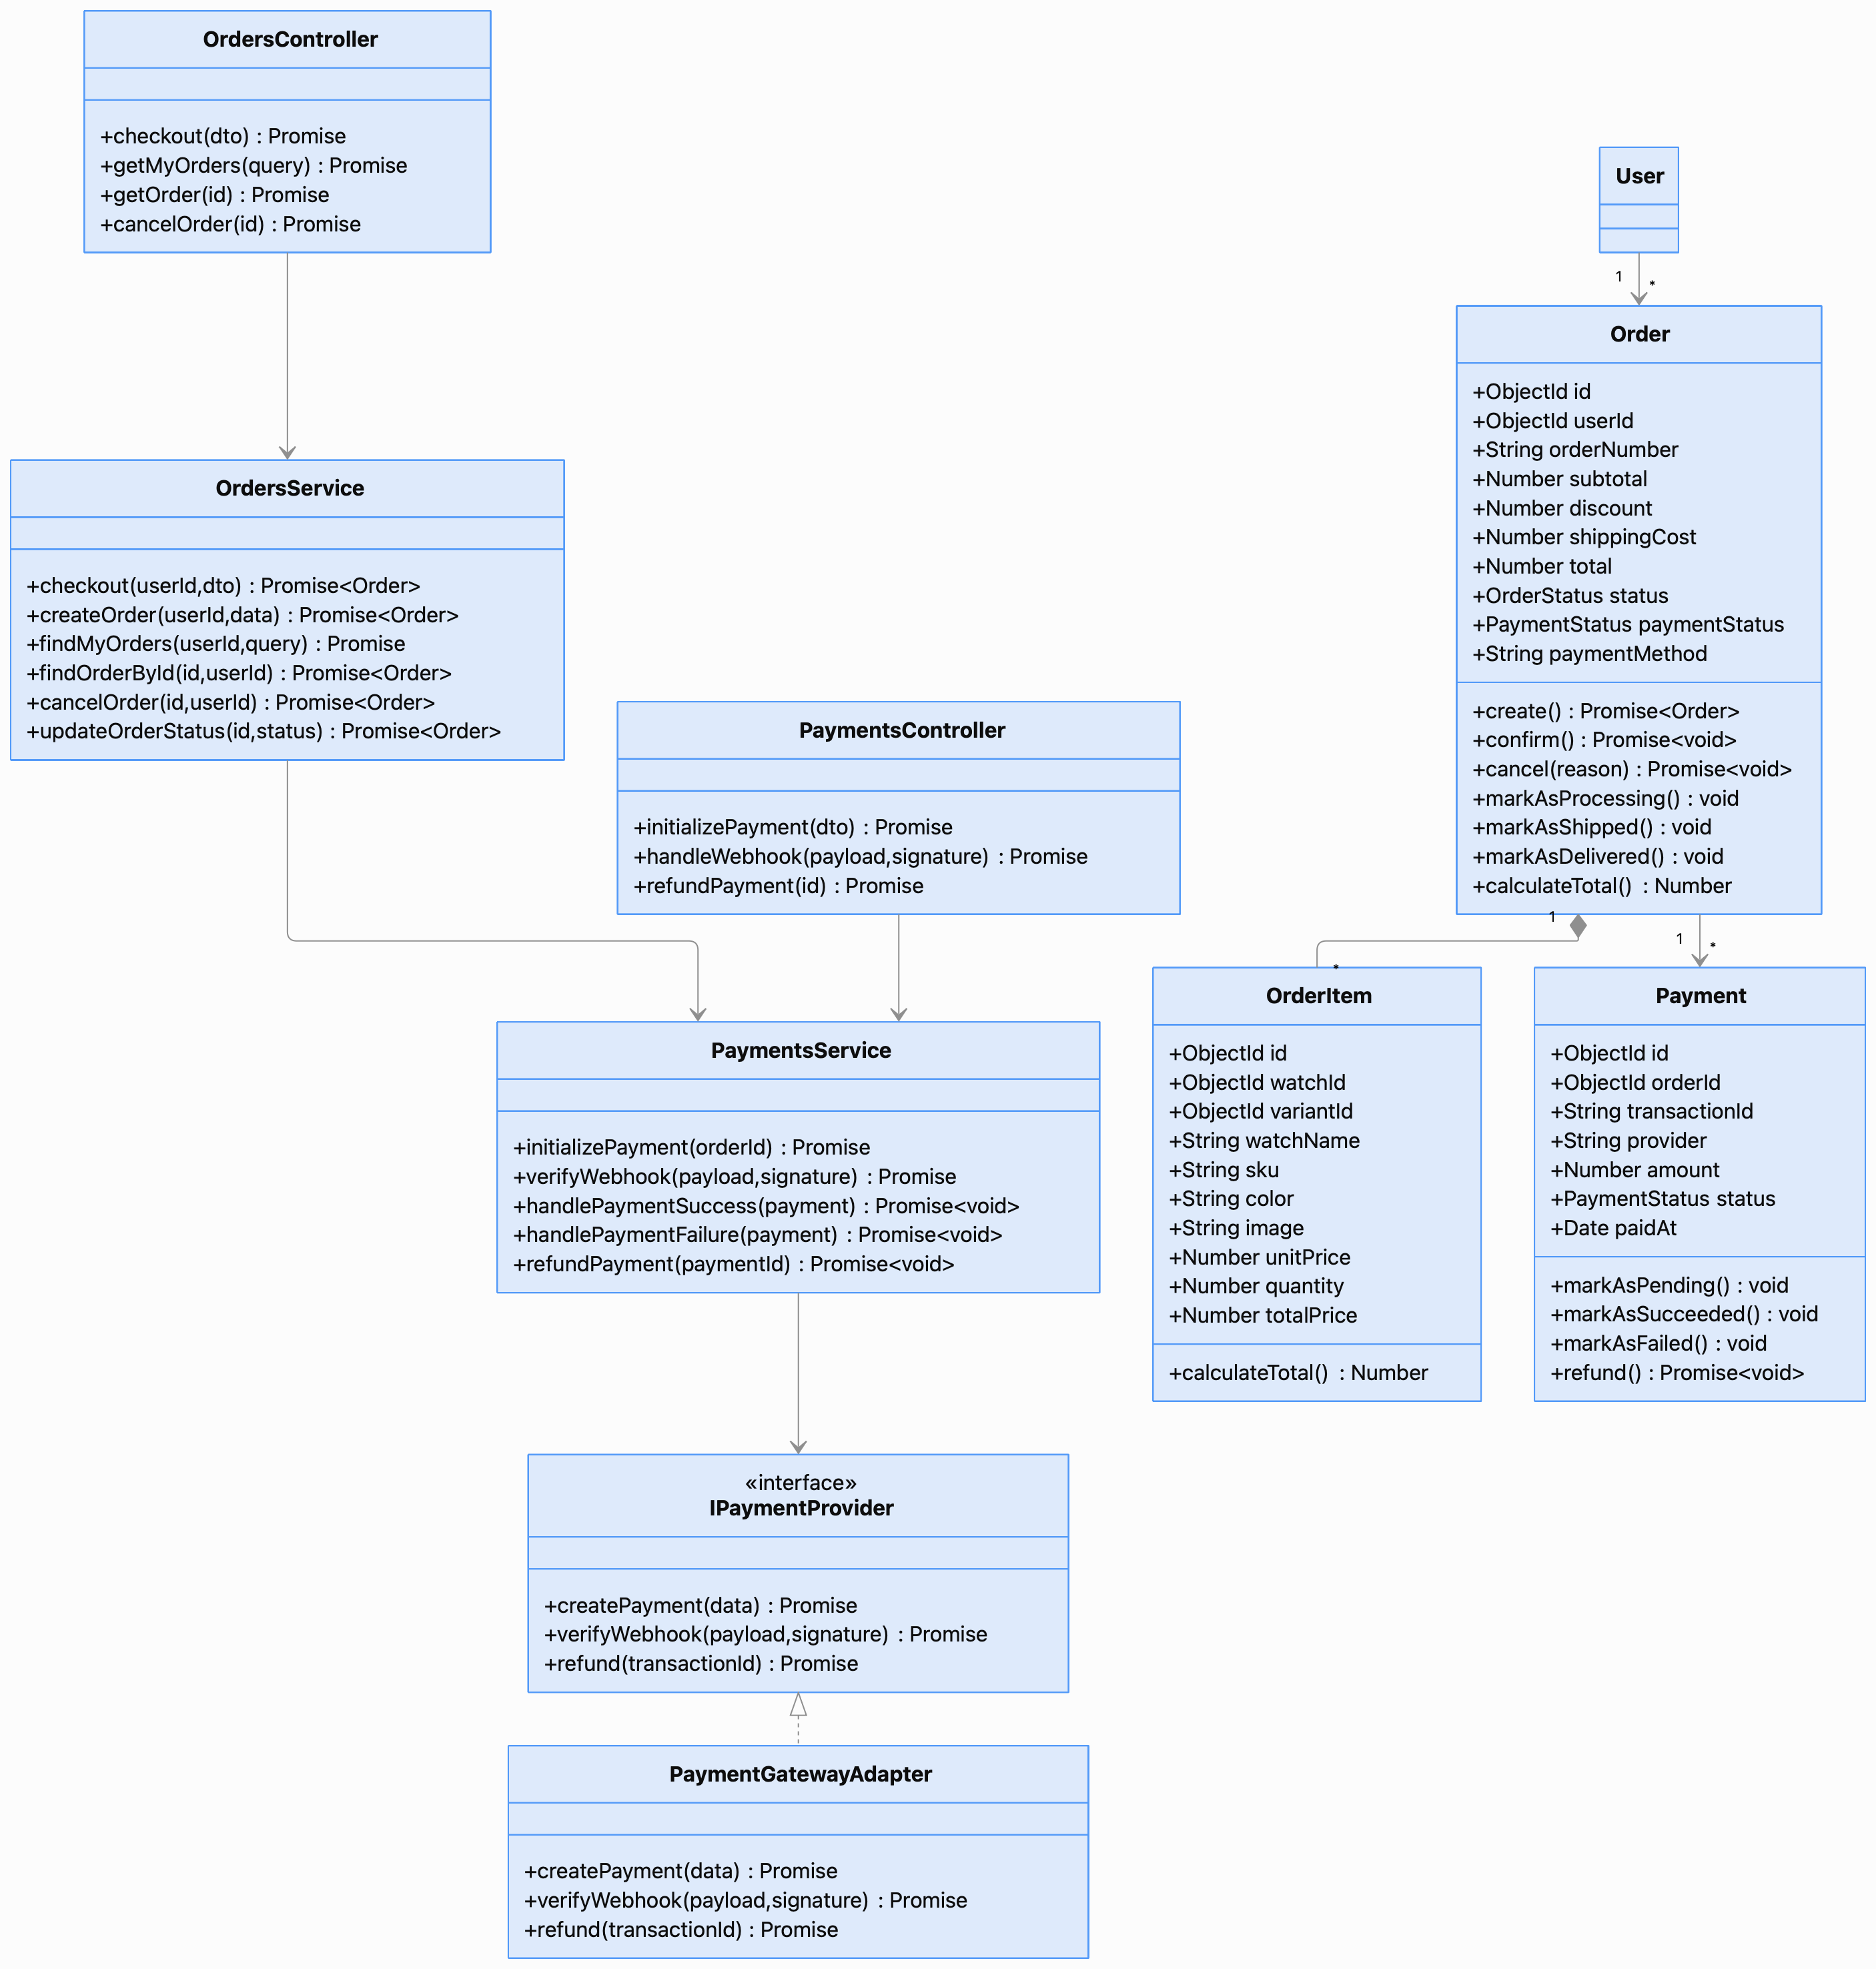 OrdersController
+checkout(dto) : Promise
+getMyOrders(query) : Promise
+getOrder(id) : Promise
+cancelOrder(id) : Promise
User
1
*
Order
+ObjectId id
+ObjectId userId
+String orderNumber
+Number subtotal
+Number discount
+Number shippingCost
+Number total
+OrderStatus status
+PaymentStatus paymentStatus
+String paymentMethod
+create() : Promise<Order>
+confirm() : Promise<void>
+cancel(reason) : Promise<void>
+markAsProcessing() : void
+markAsShipped() : void
+markAsDelivered() : void
+calculateTotal() : Number
OrdersService
+checkout(userId,dto) : Promise<Order>
+createOrder(userId,data) : Promise<Order>
+findMyOrders(userId,query) : Promise
+findOrderById(id,userId) : Promise<Order>
+cancelOrder(id,userId) : Promise<Order>
+updateOrderStatus(id,status) : Promise<Order>
PaymentsController
+initializePayment(dto) : Promise
+handleWebhook(payload,signature) : Promise
+refundPayment(id) : Promise
1
*
1
*
OrderItem
+ObjectId id
+ObjectId watchId
+ObjectId variantId
+String watchName
+String sku
+String color
+String image
+Number unitPrice
+Number quantity
+Number totalPrice
+calculateTotal() : Number
Payment
+ObjectId id
+ObjectId orderId
+String transactionId
+String provider
+Number amount
+PaymentStatus status
+Date paidAt
+markAsPending() : void
+markAsSucceeded() : void
+markAsFailed() : void
+refund() : Promise<void>
PaymentsService
+initializePayment(orderId) : Promise
+verifyWebhook(payload,signature) : Promise
+handlePaymentSuccess(payment) : Promise<void>
+handlePaymentFailure(payment) : Promise<void>
+refundPayment(paymentId) : Promise<void>
«interface»
IPaymentProvider
+createPayment(data) : Promise
+verifyWebhook(payload,signature) : Promise
+refund(transactionId) : Promise
PaymentGatewayAdapter
+createPayment(data) : Promise
+verifyWebhook(payload,signature) : Promise
+refund(transactionId) : Promise